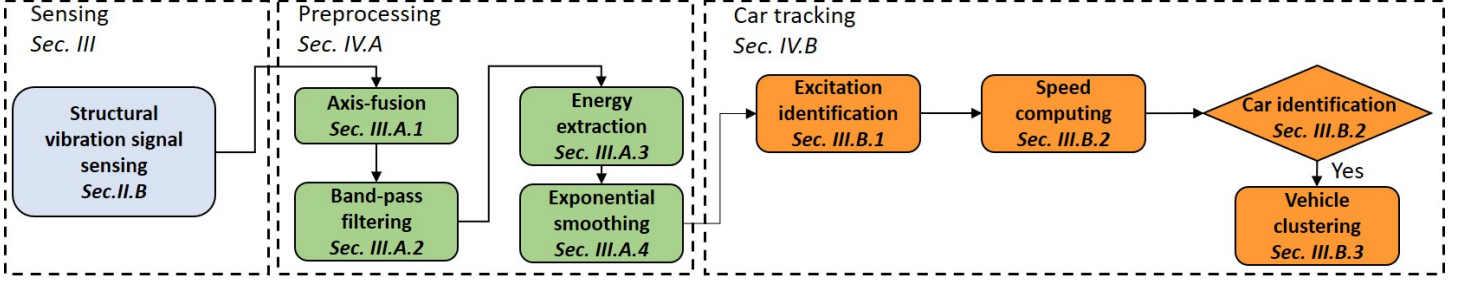 Sensing
Sec. III
Structural
vibration signal
sensing
Sec.II.B
Preprocessing
Sec. IV.A
Axis-fusion
Sec. III.A.1
Band-pass
filtering
Sec. III.A.2
Energy
extraction
Sec. III.A.3
Exponential
smoothing
Sec. III.A.4
Car tracking
Sec. IV.B
Excitation
identification
Sec. III.B.1
Speed
computing
Sec. III.B.2
Car identification
Sec. III.B.2
Yes
Vehicle
clustering
Sec. III.B.3